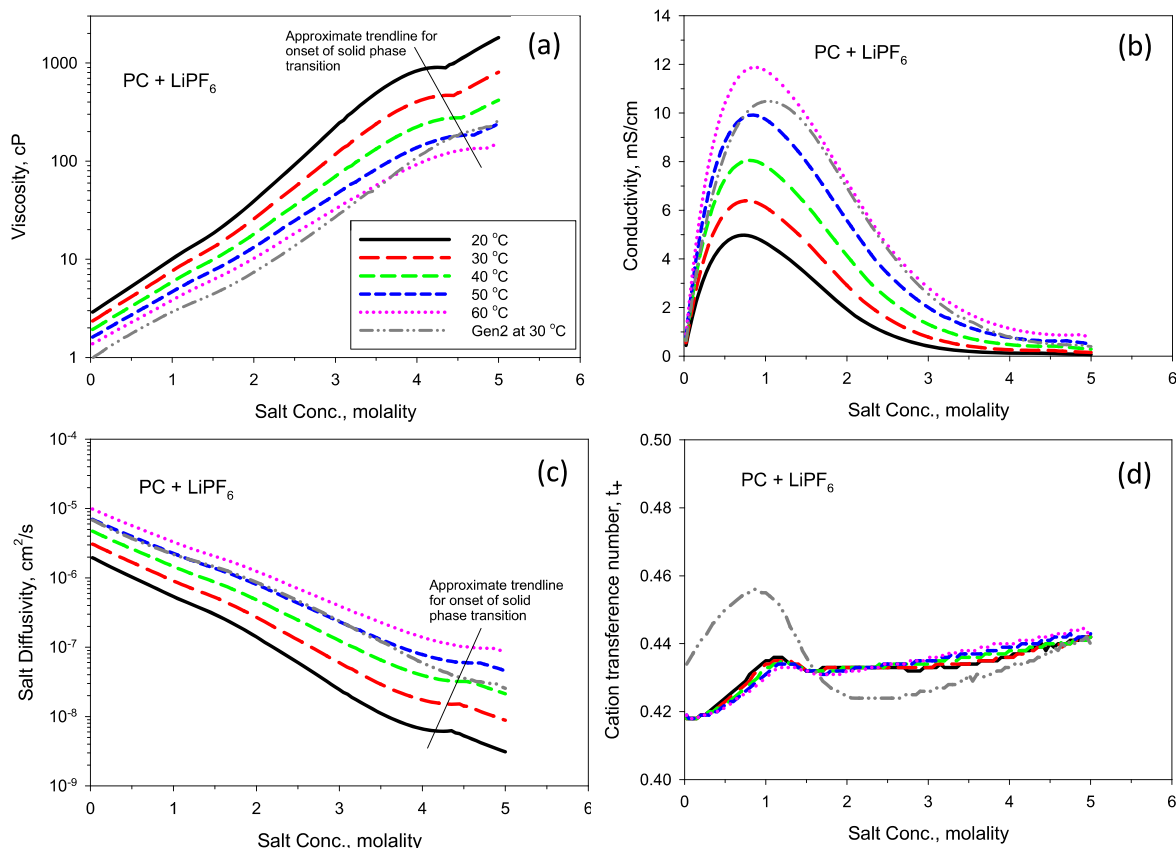 (a)
Approximate trendline for
onset of solid phase
transition
PC + LiPF6
1000
100
10
1
Viscosity, cP
20 °C
30 °C
40 °C
50 °C
60 °C
Gen2 at 30 °C
0 1 2 3 4 5 6
Salt Conc., molality
(b)
PC + LiPF6
14
12
10
8
6
4
2
0
Conductivity, mS/cm
0 1 2 3 4 5 6
Salt Conc., molality
(c)
PC + LiPF6
10-4
10-5
10-6
10-7
10-8
10-9
Salt Diffusivity, cm2/s
Approximate trendline
for onset of solid
phase transition
0 1 2 3 4 5 6
Salt Conc., molality
(d)
PC + LiPF6
0.50
0.48
0.46
0.44
0.42
0.40
Cation transference number, t+
0 1 2 3 4 5 6
Salt Conc., molality